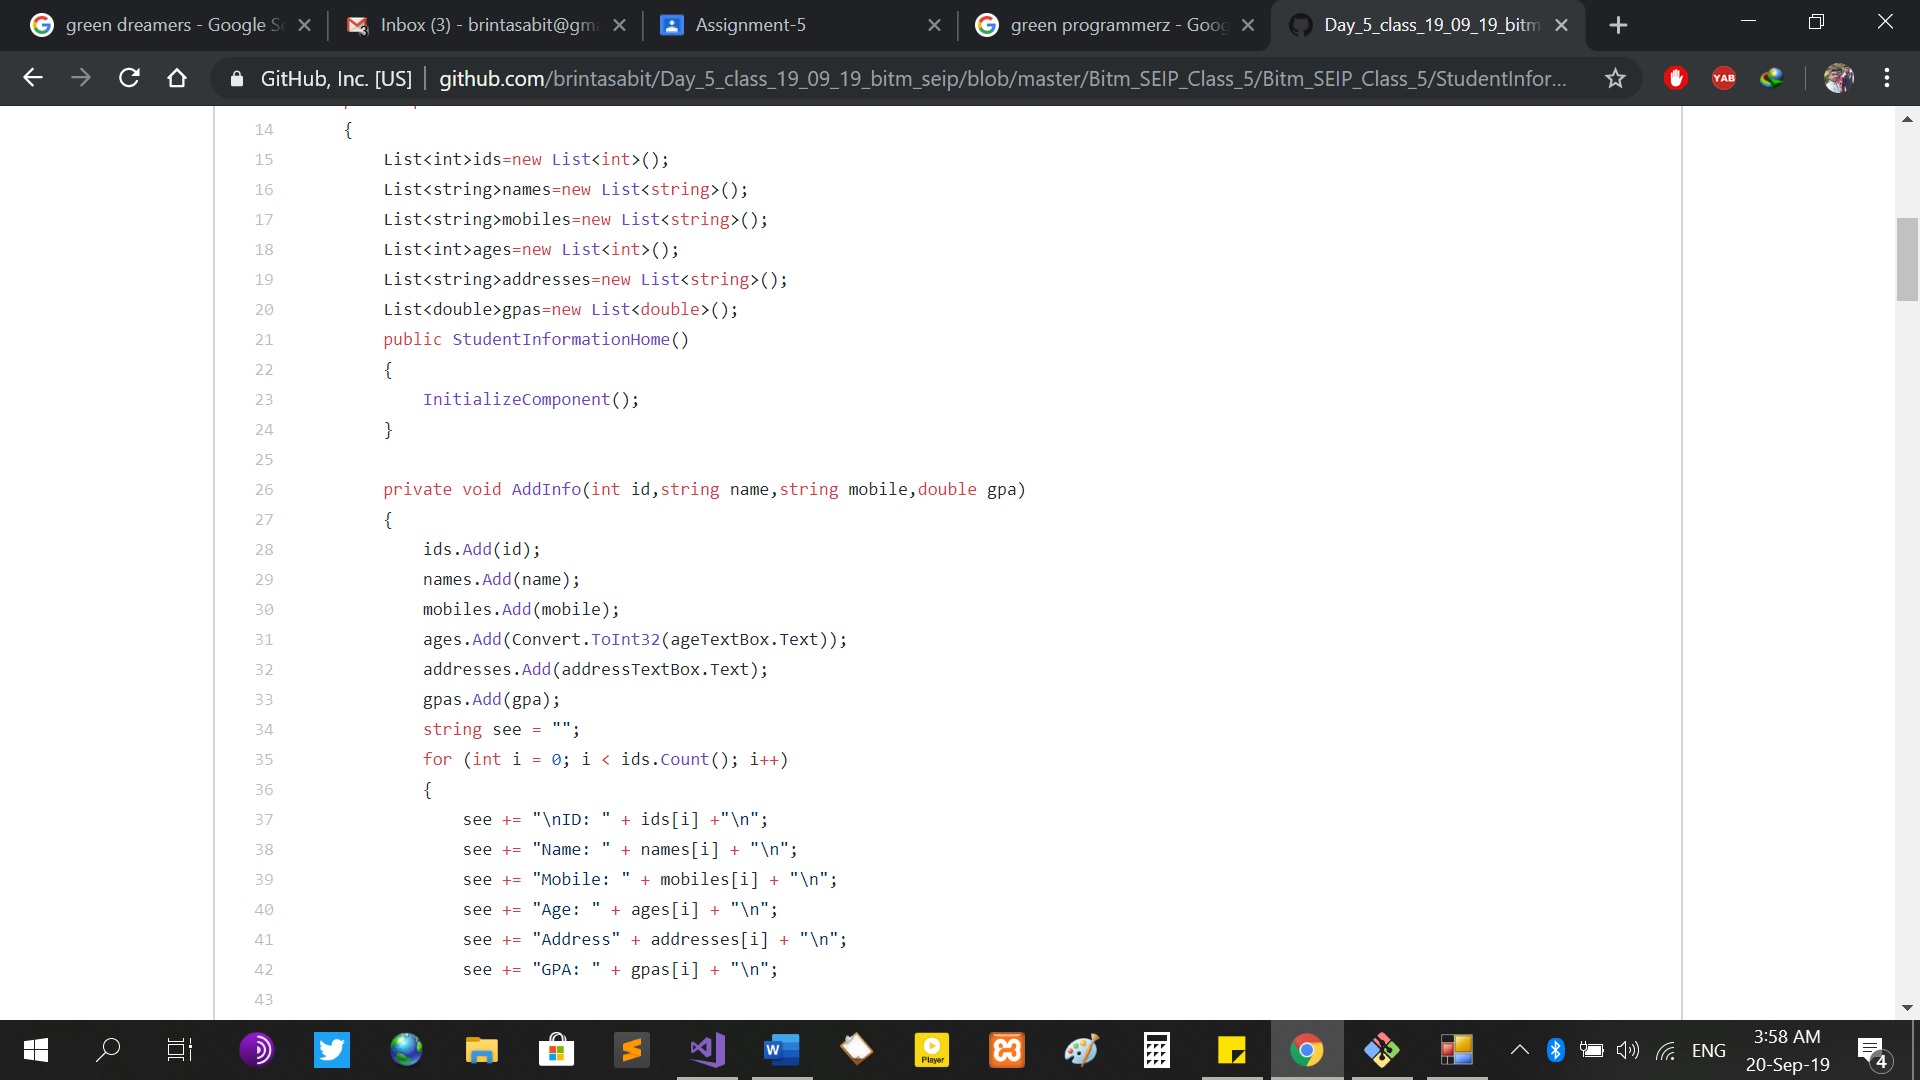 green dreamers - Google S
Inbox (3) - brintasabit@gm
Assignment-5
green programmerz - Goog
Day_5_class_19_09_19_bitm
GitHub, Inc. [US] github.com/brintasabit/Day_5_class_19_09_19_bitm_seip/blob/master/Bitm_SEIP_Class_5/Bitm_SEIP_Class_5/StudentInfor...
YAB
14 {
15 List<int>ids=new List<int>();
16 List<string>names=new List<string>();
17 List<string>mobiles=new List<string>();
18 List<int>ages=new List<int>();
19 List<string>addresses=new List<string>();
20 List<double>gpas=new List<double>();
21 public StudentInformationHome()
22 {
23 InitializeComponent();
24 }
25
26 private void AddInfo(int id,string name,string mobile,double gpa)
27 {
28 ids.Add(id);
29 names.Add(name);
30 mobiles.Add(mobile);
31 ages.Add(Convert.ToInt32(ageTextBox.Text));
32 addresses.Add(addressTextBox.Text);
33 gpas.Add(gpa);
34 string see = "";
35 for (int i = 0; i < ids.Count(); i++)
36 {
37 see += "\nID: " + ids[i] +"\n";
38 see += "Name: " + names[i] + "\n";
39 see += "Mobile: " + mobiles[i] + "\n";
40 see += "Age: " + ages[i] + "\n";
41 see += "Address" + addresses[i] + "\n";
42 see += "GPA: " + gpas[i] + "\n";
43
Player
ENG
3:58 AM
20-Sep-19
4